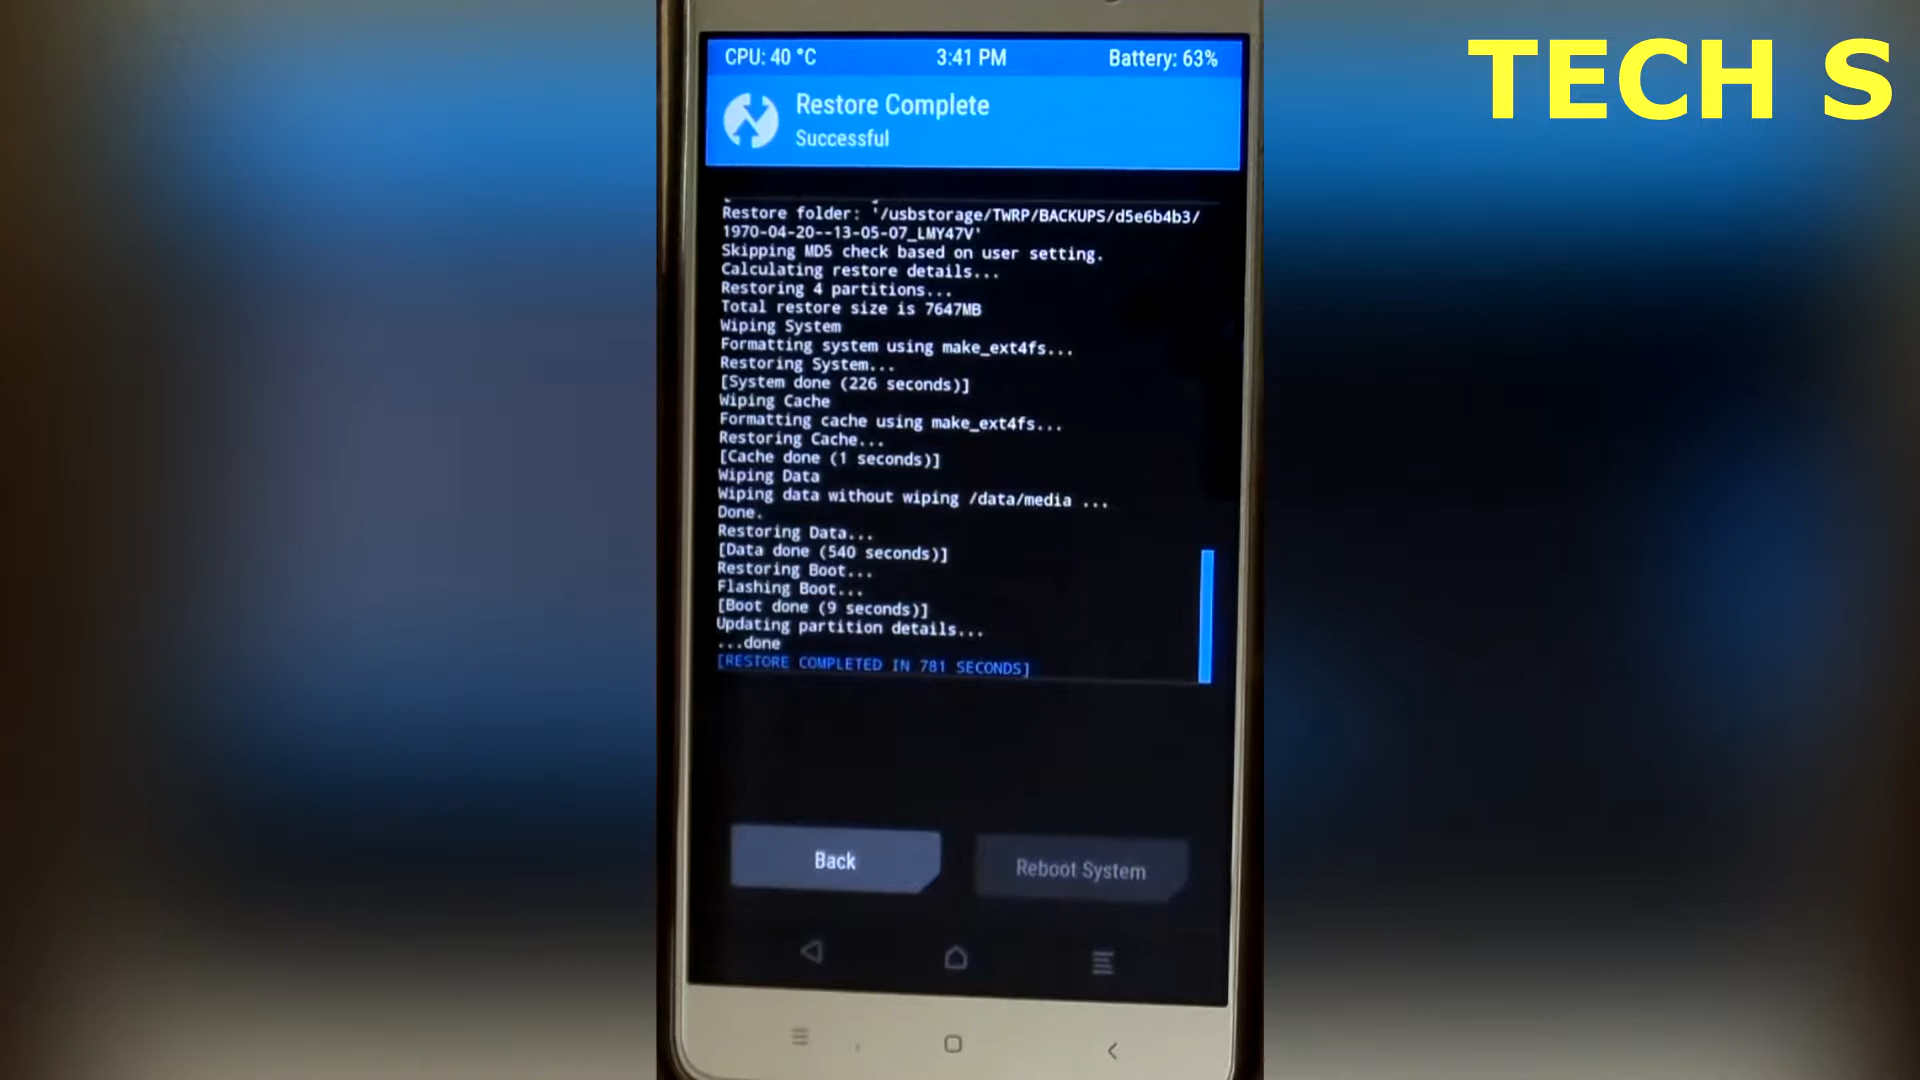 TECH S
CPU: 40 °C 3:41 PM Battery: 63%
Restore Complete
Successful
Restore folder: '/usbstorage/TWRP/BACKUPS/d5e6b4b3/
1970-04-20--13-05-07_LMY47V'
Skipping MD5 check based on user setting.
Calculating restore details...
Restoring 4 partitions...
Total restore size is 7647MB
Wiping System
Formatting system using make_ext4fs...
Restoring System...
[System done (226 seconds)]
Wiping Cache
Formatting cache using make_ext4fs...
Restoring Cache...
[Cache done (1 seconds)]
Wiping Data
Wiping data without wiping /data/media ...
Done.
Restoring Data...
[Data done (540 seconds)]
Restoring Boot...
Flashing Boot...
[Boot done (9 seconds)]
Updating partition details...
...done
[RESTORE COMPLETED IN 781 SECONDS]
Back Reboot System